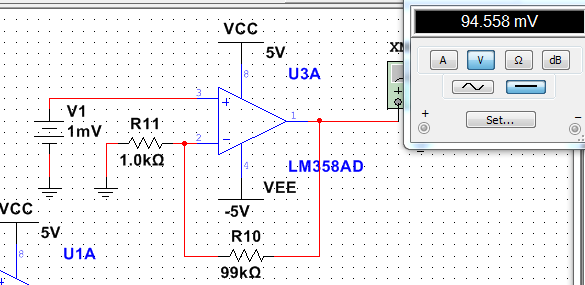 94.558 mV
VCC
5V
XM
A V Ω dB
8
U3A
3
+
V1
1mV
1
+
Set...
+
−
R11
2
−
1.0kΩ
4
LM358AD
VEE
-5V
VCC
5V
R10
8
U1A
99kΩ